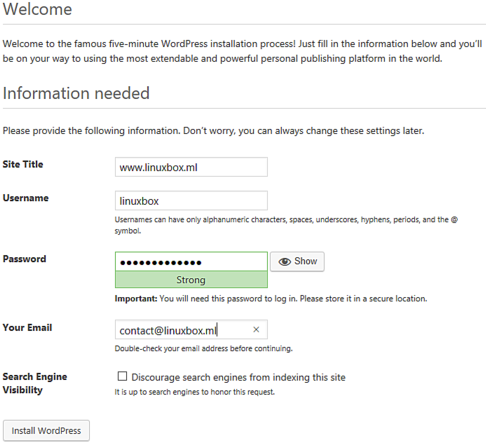 Welcome
Welcome to the famous five-minute WordPress installation process! Just fill in the information below and you'll
be on your way to using the most extendable and powerful personal publishing platform in the world.
Information needed
Please provide the following information. Don't worry, you can always change these settings later.
Site Title
www.linuxbox.ml
Username
linuxbox
Usernames can have only alphanumeric characters, spaces, underscores, hyphens, periods, and the @
symbol.
Password
●●●●●●●●●●●●●
Show
Strong
Important: You will need this password to log in. Please store it in a secure location.
Your Email
contact@linuxbox.ml
Double-check your email address before continuing.
Search Engine
Visibility
Discourage search engines from indexing this site
It is up to search engines to honor this request.
Install WordPress